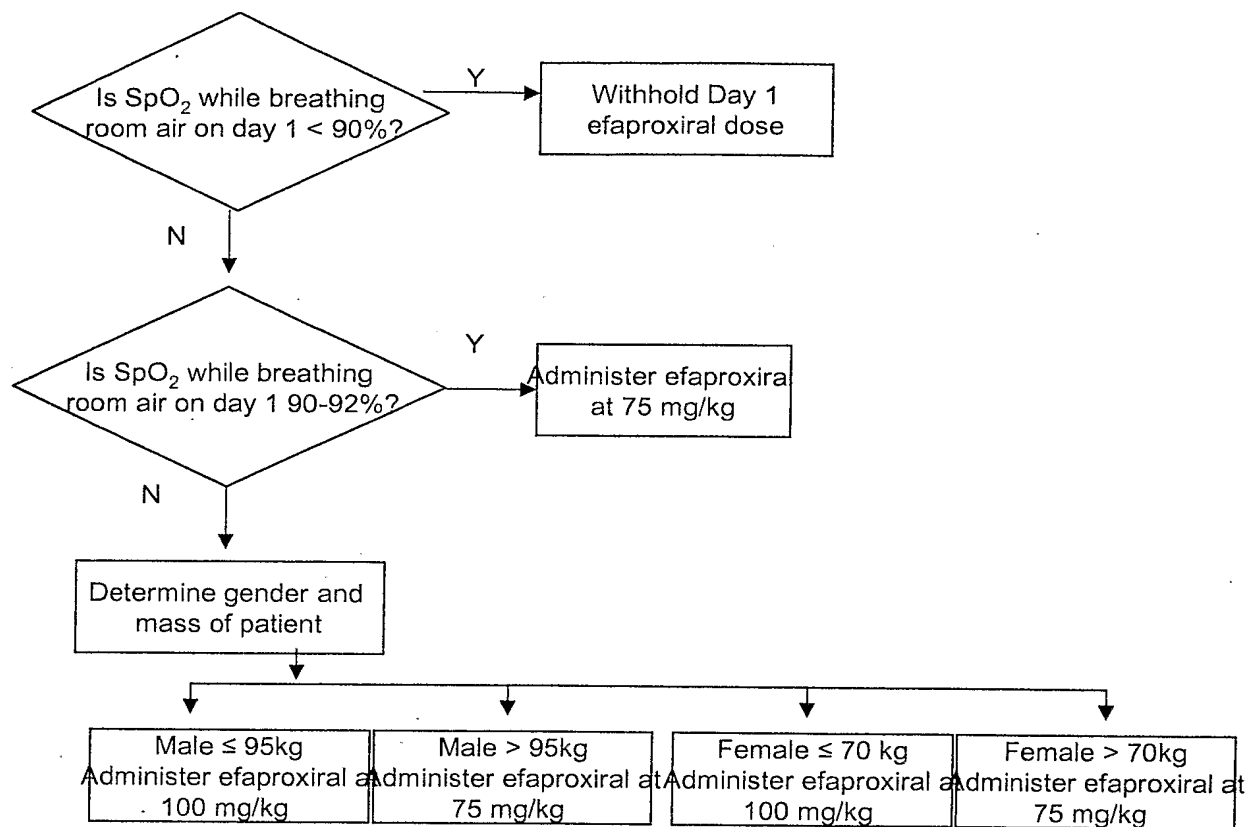 Is SpO₂ while breathing
room air on day 1 < 90%?
Y
Withhold Day 1
efaproxiral dose
N
Is SpO₂ while breathing
room air on day 1 90-92%?
Y
Administer efaproxira
at 75 mg/kg
N
Determine gender and
mass of patient
Male ≤ 95kg
Administer efaproxiral a
100 mg/kg
Male > 95kg
Administer efaproxiral at
75 mg/kg
Female ≤ 70 kg
Administer efaproxiral a
100 mg/kg
Female > 70kg
Administer efaproxiral at
75 mg/kg